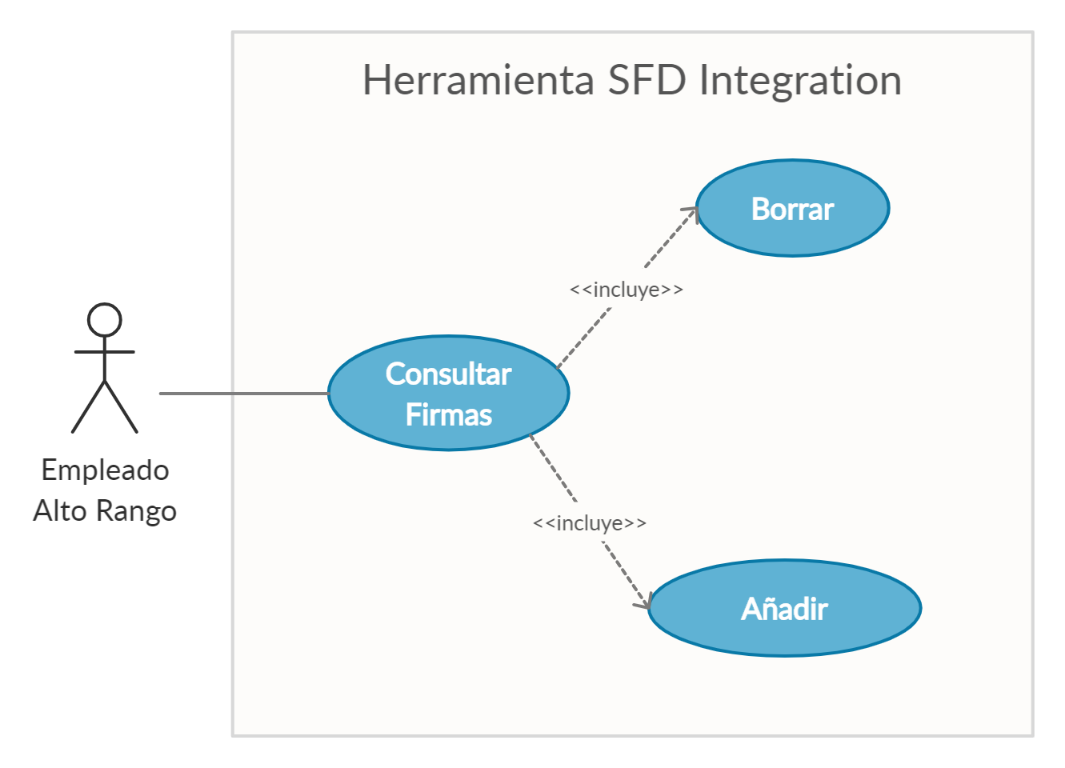 Herramienta SFD Integration
Borrar
<<incluye>>
Consultar
Firmas
Empleado
Alto Rango
<<incluye>>
Añadir